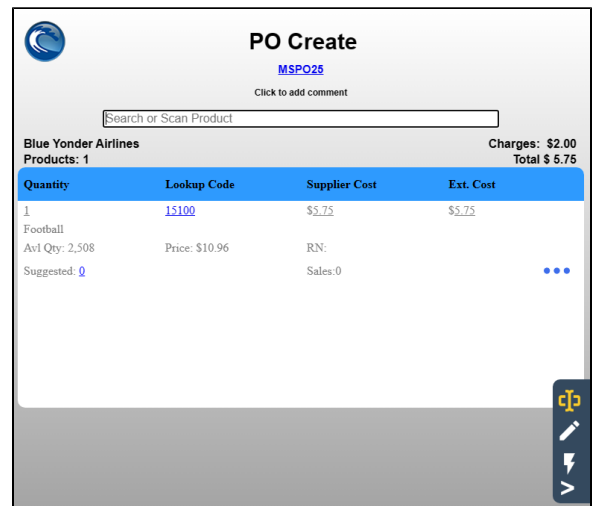 PO Create
MSPO25
Click to add comment
Search or Scan Product
Blue Yonder Airlines Charges: $2.00
Products: 1 Total $ 5.75
Quantity Lookup Code Supplier Cost Ext. Cost
1 15100 $5.75 $5.75
Football
Avl Qty: 2,508 Price: $10.96 RN:
Suggested: 0 Sales:0